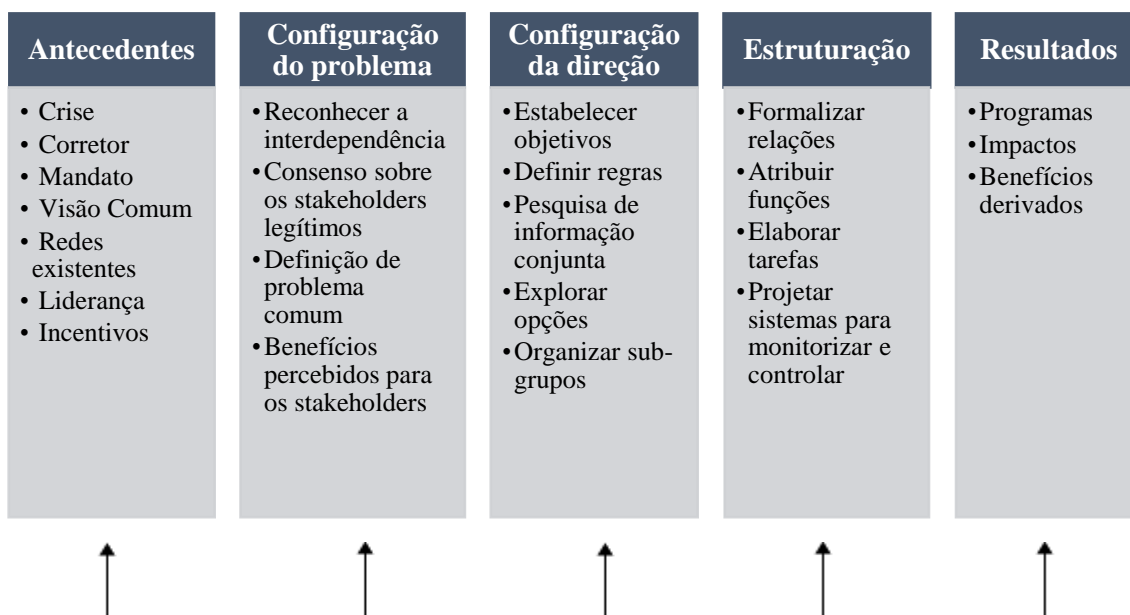 Antecedentes
• Crise
• Corretor
• Mandato
• Visão Comum
• Redes
existentes
• Liderança
• Incentivos
Configuração
do problema
•Reconhecer a
interdependência
•Consenso sobre
os stakeholders
legítimos
•Definição de
problema
comum
•Benefícios
percebidos para
os stakeholders
Configuração
da direção
•Estabelecer
objetivos
•Definir regras
•Pesquisa de
informação
conjunta
•Explorar
opções
•Organizar sub-
grupos
Estruturação
•Formalizar
relações
•Atribuir
funções
•Elaborar
tarefas
•Projetar
sistemas para
monitorizar e
controlar
Resultados
•Programas
•Impactos
•Benefícios
derivados